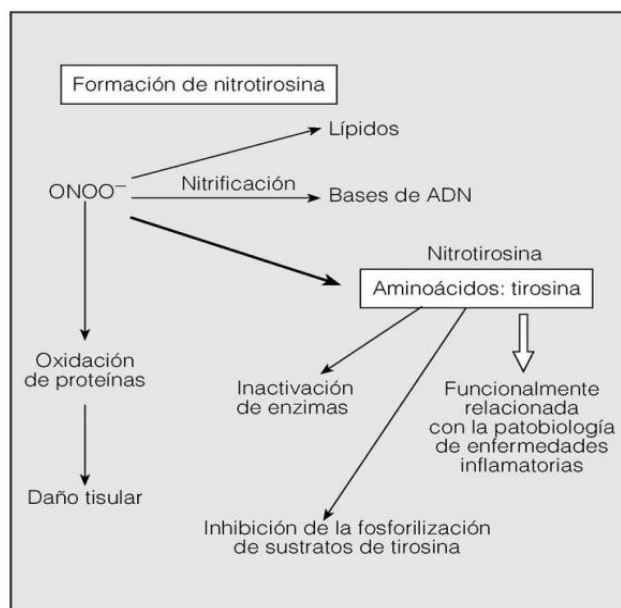 Formación de nitrotirosina
Lípidos
ONOO−
Nitrificación
Bases de ADN
Nitrotirosina
Aminoácidos: tirosina
Oxidación
de proteínas
Inactivación
de enzimas
Funcionalmente
relacionada
con la patobiología
de enfermedades
inflamatorias
Daño tisular
Inhibición de la fosforilización
de sustratos de tirosina